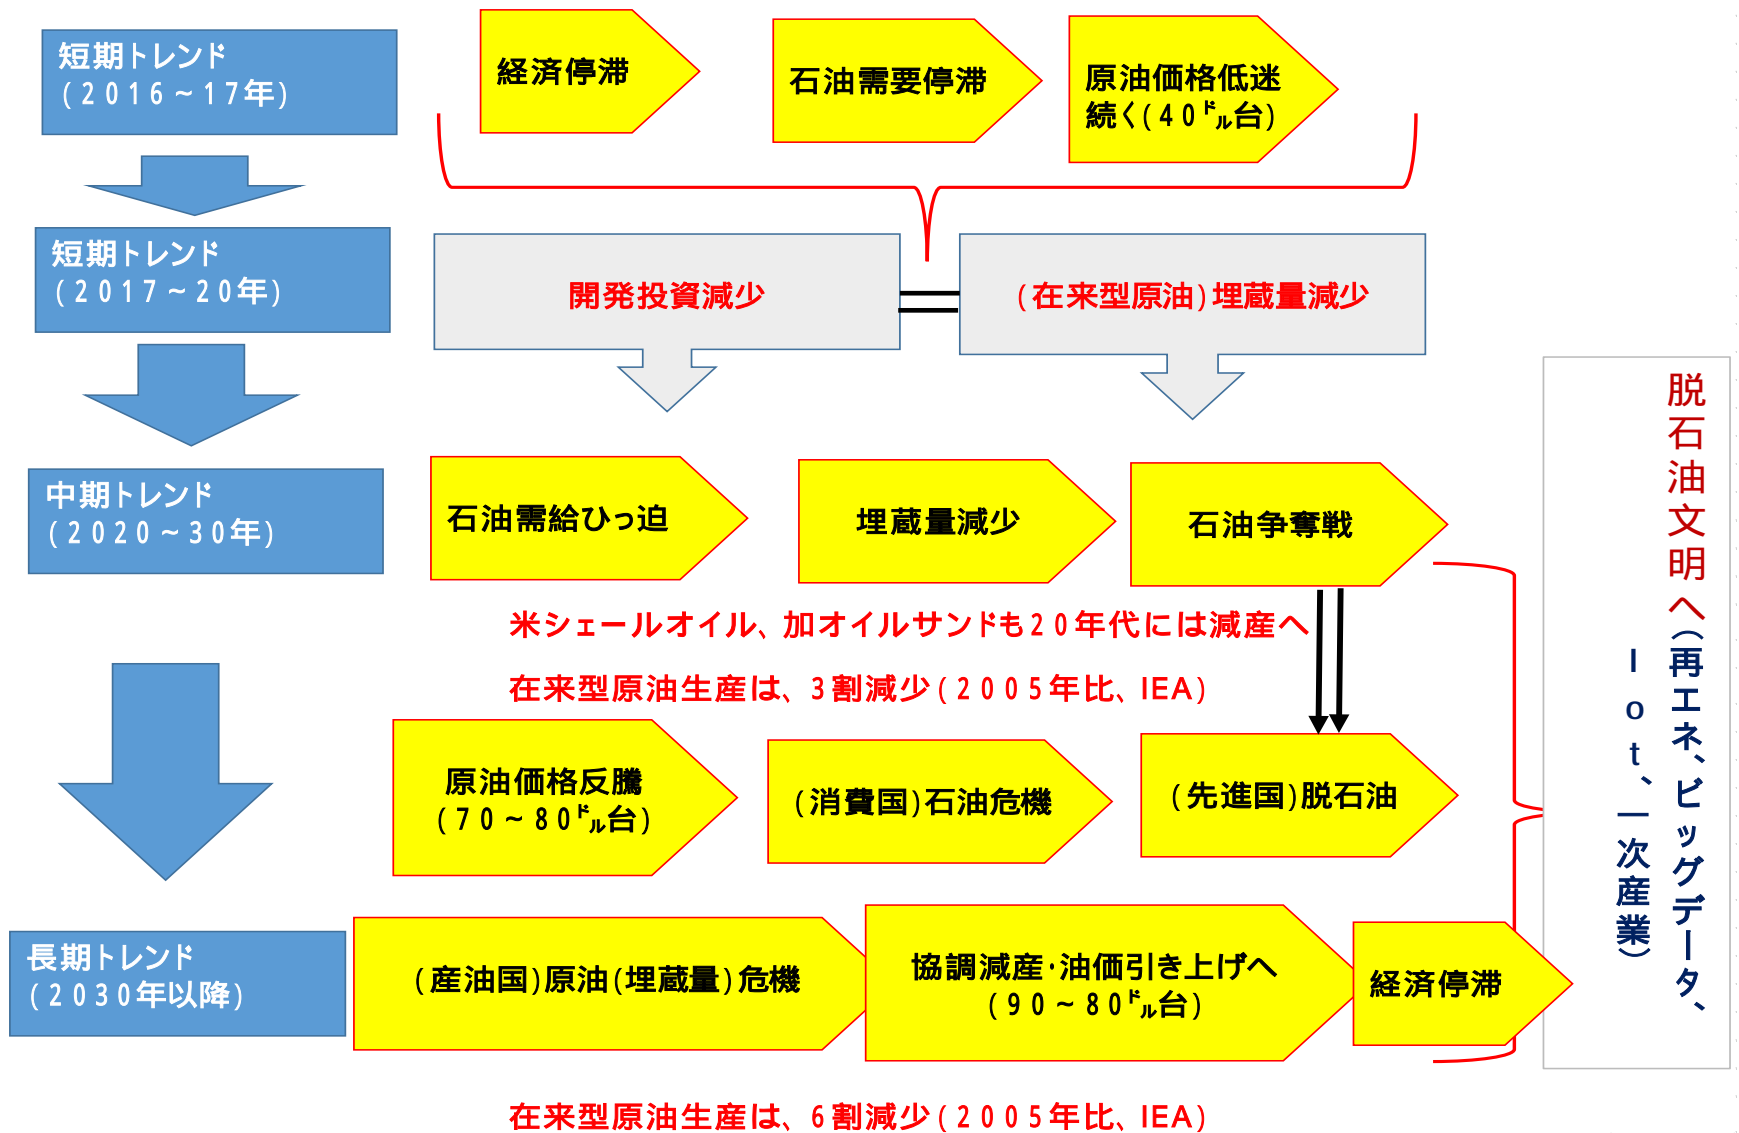 短期トレンド
(2016~17年)
経済停滞
石油需要停滞
原油価格低迷
続く(40㌦台)
短期トレンド
(2017~20年)
開発投資減少
(在来型原油)埋蔵量減少
中期トレンド
(2020~30年)
石油需給ひっ迫
埋蔵量減少
石油争奪戦
米シェールオイル、加オイルサンドも20年代には減産へ
在来型原油生産は、3割減少(2005年比、IEA)
原油価格反騰
(70~80㌦台)
(消費国)石油危機
(先進国)脱石油
長期トレンド
(2030年以降)
(産油国)原油(埋蔵量)危機
協調減産・油価引き上げへ
(90~80㌦台)
経済停滞
在来型原油生産は、6割減少(2005年比、IEA)
脱石油文明へ(再エネ、ビッグデータ、
Iot、一次産業)